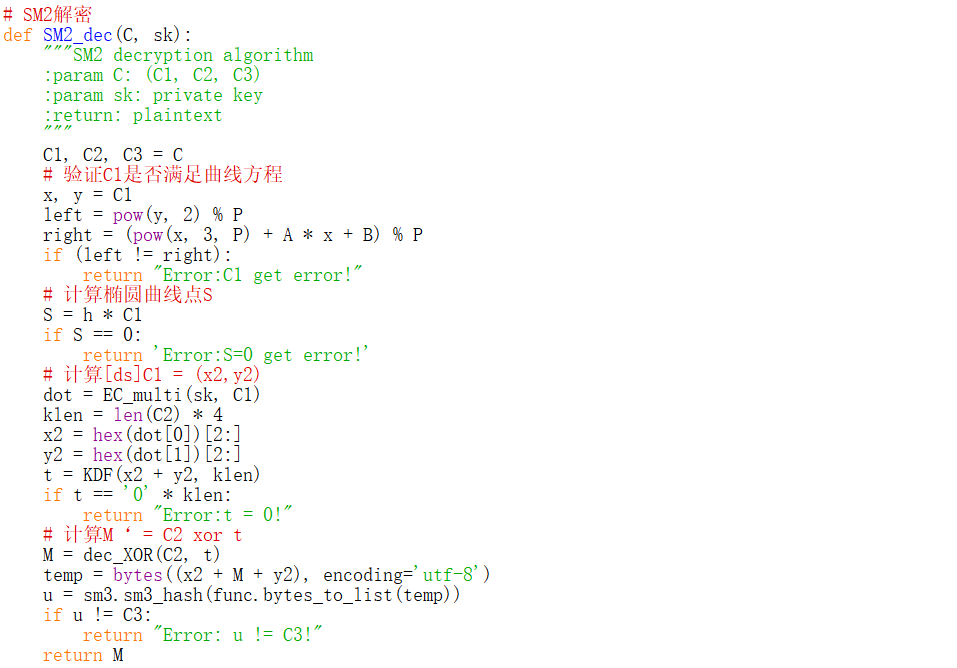 # SM2解密
def SM2_dec(C, sk):
    """SM2 decryption algorithm
    :param C: (C1, C2, C3)
    :param sk: private key
    :return: plaintext
    """
    C1, C2, C3 = C
    # 验证C1是否满足曲线方程
    x, y = C1
    left = pow(y, 2) % P
    right = (pow(x, 3, P) + A * x + B) % P
    if (left != right):
        return "Error:C1 get error!"
    # 计算椭圆曲线点S
    S = h * C1
    if S == 0:
        return 'Error:S=0 get error!'
    # 计算[ds]C1 = (x2,y2)
    dot = EC_multi(sk, C1)
    klen = len(C2) * 4
    x2 = hex(dot[0])[2:]
    y2 = hex(dot[1])[2:]
    t = KDF(x2 + y2, klen)
    if t == '0' * klen:
        return "Error:t = 0!"
    # 计算M ‘ = C2 xor t
    M = dec_XOR(C2, t)
    temp = bytes((x2 + M + y2), encoding='utf-8')
    u = sm3.sm3_hash(func.bytes_to_list(temp))
    if u != C3:
        return "Error: u != C3!"
    return M